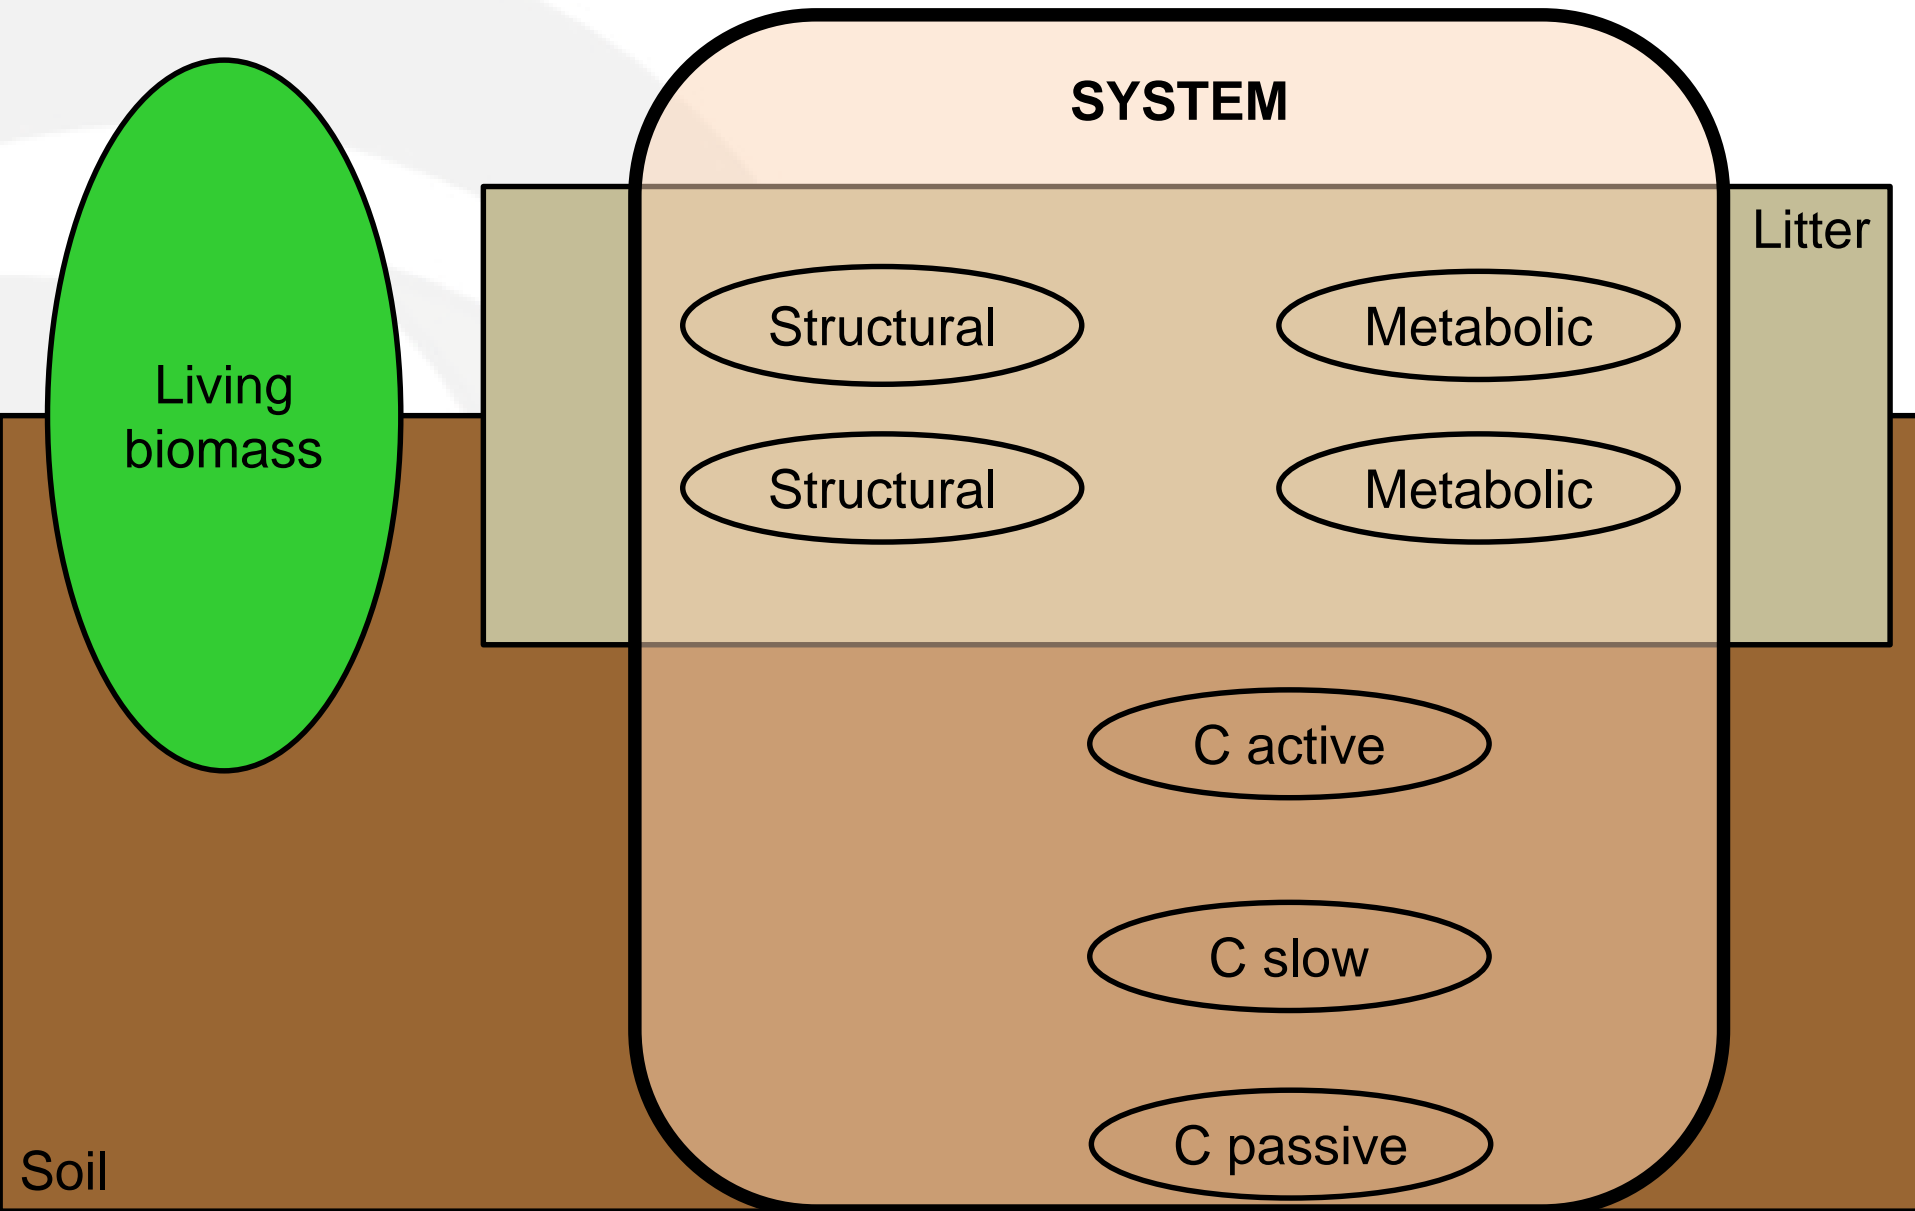 SYSTEM
Litter
Structural
Metabolic
Living
biomass
Structural
Metabolic
C active
C slow
C passive
Soil